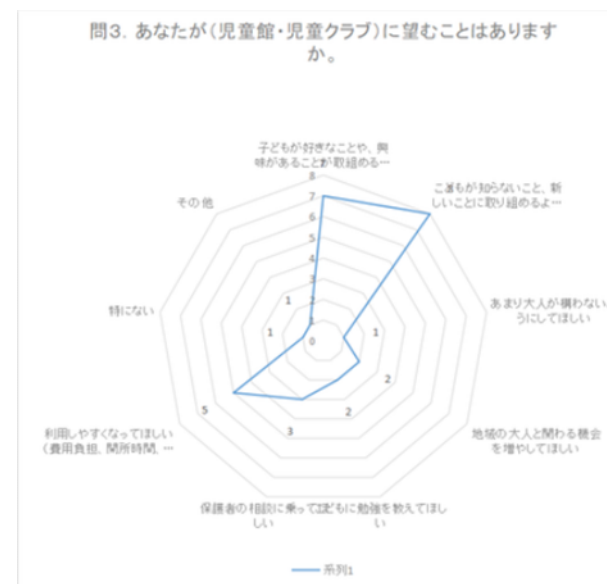 問3. あなたが(児童館・児童クラブ)に望むことはあります
か。
子どもが好きなことや、興
味があることが取組める…
8
7
6
5
4
3
2
1
0
こどもが知らないこと、新
しいことに取り組めるよ…
あまり大人が構わない
うにしてほしい
1
地域の大人と関わる機会
を増やしてほしい
2
こどもに勉強を教えてほし
い
2
保護者の相談に乗って
しい
3
利用しやすくなってほしい
(費用負担、開所時間、…
5
特にない
1
その他
1
系列1